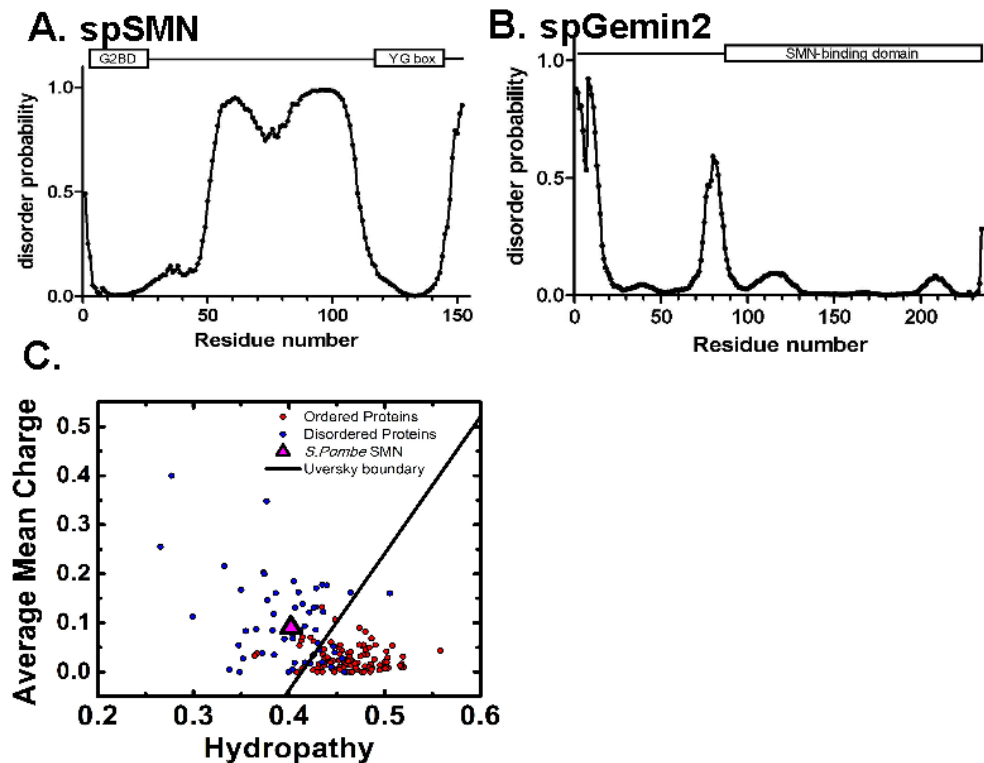 A. spSMN
G2BD
YG box
disorder probability
1.0
0.5
0.0
0 50 100 150
Residue number
B. spGemin2
SMN-binding domain
disorder probability
1.0
0.5
0.0
0 50 100 150 200
Residue number
C.
Average Mean Charge
0.5
0.4
0.3
0.2
0.1
0.0
Ordered Proteins
Disordered Proteins
S.Pombe SMN
Uversky boundary
0.2 0.3 0.4 0.5 0.6
Hydropathy